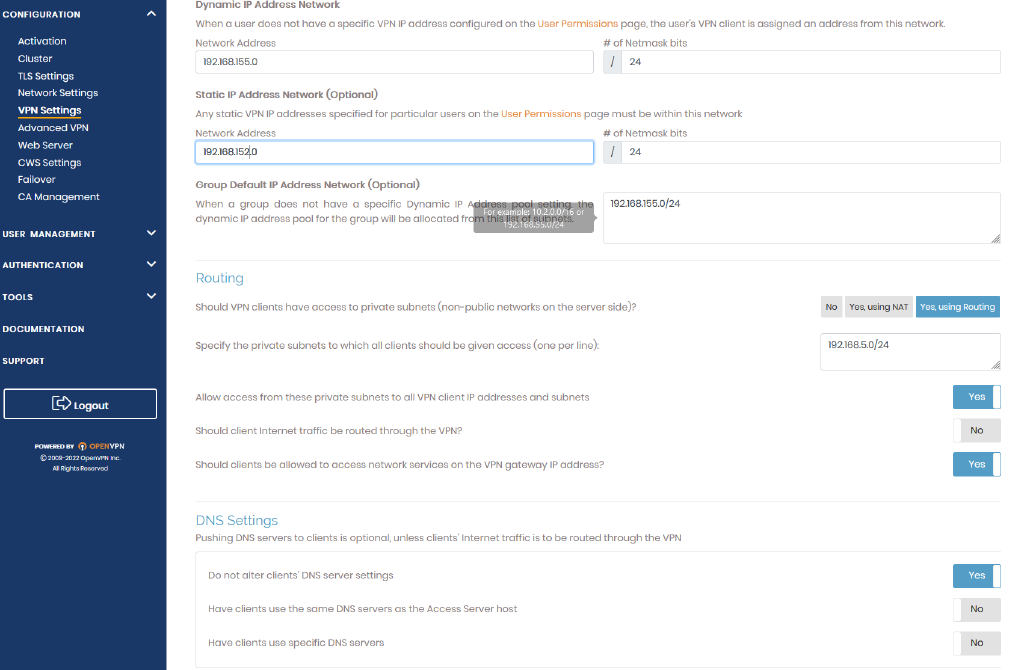 CONFIGURATION
Activation
Cluster
TLS Settings
Network Settings
VPN Settings
Advanced VPN
Web Server
CWS Settings
Failover
CA Management
USER MANAGEMENT
AUTHENTICATION
TOOLS
DOCUMENTATION
SUPPORT
Logout
POWERED BY OPENVPN
© 2009-2022 OpenVPN Inc.
All Rights Reserved
Dynamic IP Address Network
When a user does not have a specific VPN IP address configured on the User Permissions page, the user's VPN client is assigned an address from this network.
Network Address
# of Netmask bits
192.168.155.0
/ 24
Static IP Address Network (Optional)
Any static VPN IP addresses specified for particular users on the User Permissions page must be within this network
Network Address
# of Netmask bits
192.168.152.0
/ 24
Group Default IP Address Network (Optional)
When a group does not have a specific Dynamic IP Address pool setting, the
dynamic IP address pool for the group will be allocated from this list of subnets.
For example: 10.2.0.0/16 or
192.168.55.0/24
192.168.155.0/24
Routing
Should VPN clients have access to private subnets (non-public networks on the server side)?
No Yes, using NAT Yes, using Routing
Specify the private subnets to which all clients should be given access (one per line):
192.168.5.0/24
Allow access from these private subnets to all VPN client IP addresses and subnets
Yes
Should client Internet traffic be routed through the VPN?
No
Should clients be allowed to access network services on the VPN gateway IP address?
Yes
DNS Settings
Pushing DNS servers to clients is optional, unless clients' Internet traffic is to be routed through the VPN
Do not alter clients' DNS server settings
Yes
Have clients use the same DNS servers as the Access Server host
No
Have clients use specific DNS servers
No